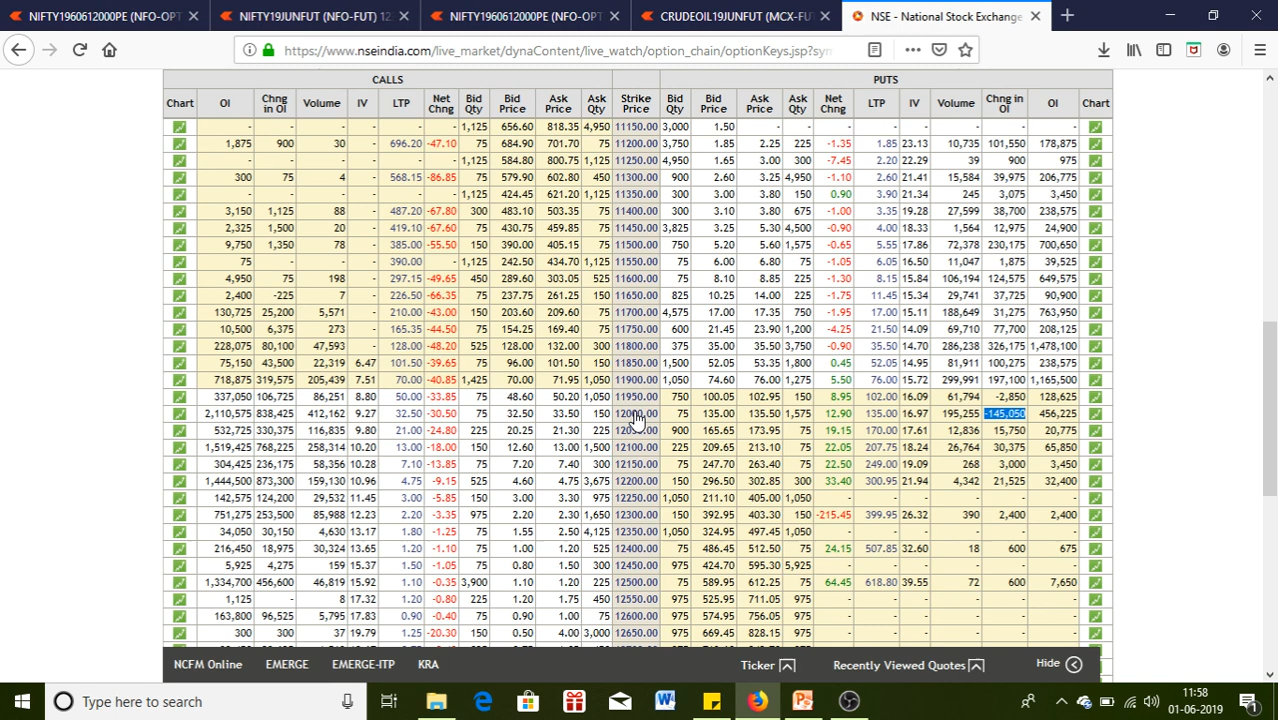 NIFTY1960612000PE (NFO-OPT
NIFTY19JUNFUT (NFO-FUT) 12
NIFTY1960612000PE (NFO-OPT
CRUDEOIL19JUNFUT (MCX-FU
NSE - National Stock Exchange
https://www.nseindia.com/live_market/dynaContent/live_watch/option_chain/optionKeys.jsp?sy
CALLS PUTS
Chart OI Chng in OI Volume IV LTP Net Chng Bid Qty Bid Price Ask Price Ask Qty Strike Price Bid Qty Bid Price Ask Price Ask Qty Net Chng LTP IV Volume Chng in OI OI Chart
- - - - - - 1,125 656.60 818.35 4,950 11150.00 3,000 1.50 - - - - - - - -
1,875 900 30 - 696.20 -47.10 75 684.90 701.70 75 11200.00 3,750 1.85 2.25 225 -1.35 1.85 23.13 10,735 101,550 178,875
- - - - - - 1,125 584.80 800.75 1,125 11250.00 4,950 1.65 3.00 300 -7.45 2.20 22.29 39 900 975
300 75 4 - 568.15 -86.85 75 579.90 602.80 450 11300.00 900 2.60 3.25 4,950 -1.10 2.60 21.41 15,584 39,975 206,775
- - - - - - 1,125 424.45 621.20 1,125 11350.00 300 3.00 3.80 150 0.90 3.90 21.34 245 3,075 3,450
3,150 1,125 88 - 487.20 -67.80 300 483.10 503.35 75 11400.00 300 3.10 3.80 675 -1.00 3.35 19.28 27,599 38,700 238,575
2,325 1,500 20 - 419.10 -67.60 75 430.75 459.85 75 11450.00 3,825 3.25 5.30 4,500 -0.90 4.00 18.33 1,564 12,975 24,900
9,750 1,350 78 - 385.00 -55.50 150 390.00 405.15 75 11500.00 750 5.20 5.60 1,575 -0.65 5.55 17.86 72,378 230,175 700,650
75 - - - 390.00 - 1,125 242.50 434.70 1,125 11550.00 75 6.00 6.80 75 -1.05 6.05 16.50 11,047 1,875 39,525
4,950 75 198 - 297.15 -49.65 450 289.60 303.05 525 11600.00 75 8.10 8.85 225 -1.30 8.15 15.84 106,194 124,575 649,575
2,400 -225 7 - 226.50 -66.35 75 237.75 261.25 150 11650.00 825 10.25 14.00 75 -1.75 11.45 15.34 29,741 37,725 90,900
130,725 25,200 5,571 - 210.00 -43.00 150 203.60 209.60 75 11700.00 4,575 17.00 17.35 750 -1.95 17.00 15.11 188,649 31,275 763,950
10,500 6,375 273 - 165.35 -44.50 75 154.25 169.40 75 11750.00 600 21.45 23.90 1,200 -4.25 21.50 14.09 69,710 77,700 208,125
228,075 80,100 47,593 - 128.00 -48.20 525 128.00 132.00 300 11800.00 375 35.00 35.50 3,750 -0.90 35.50 14.70 286,238 326,175 1,478,100
75,150 43,500 22,319 6.47 101.50 -39.65 75 96.00 101.50 150 11850.00 1,500 52.05 53.35 1,800 0.45 52.05 14.95 81,911 100,275 238,725
718,875 319,575 205,439 7.51 70.00 -40.85 1,425 70.00 71.95 1,050 11900.00 1,050 74.60 76.00 1,275 5.50 76.00 15.72 299,991 197,100 1,165,500
337,050 106,725 86,251 8.80 50.00 -33.85 75 48.60 50.20 1,050 11950.00 750 100.05 102.95 150 8.95 102.00 16.09 61,794 -2,850 128,625
2,110,575 838,425 412,162 9.27 32.50 -30.50 75 32.50 33.50 150 12000.00 75 135.00 135.50 1,575 12.90 135.00 16.97 195,255 -145,050 456,225
532,725 330,375 116,835 9.80 21.00 -24.80 225 20.25 21.30 225 900 165.65 173.95 75 19.15 170.00 17.61 12,836 15,750 20,775
1,519,425 768,225 258,314 10.20 13.00 -18.00 150 12.60 13.00 1,500 12100.00 225 209.65 213.10 75 22.05 207.75 18.24 26,764 30,375 65,850
304,425 236,175 58,356 10.28 7.10 -13.85 75 7.20 7.40 300 12150.00 75 247.70 263.40 75 22.50 249.00 19.09 268 3,000 3,450
1,444,500 873,300 159,130 10.96 4.75 -9.15 525 4.60 4.75 3,675 12200.00 150 296.50 302.85 300 33.40 300.95 21.94 4,342 21,525 32,400
142,575 124,200 29,532 11.45 3.00 -5.85 150 3.00 3.30 975 12250.00 1,050 211.10 405.00 1,050 - - - - - -
751,275 253,500 85,988 12.23 2.20 -3.35 975 2.20 2.30 1,650 12300.00 150 392.95 403.30 150 -215.45 399.95 26.32 390 2,400 2,400
34,050 30,150 4,630 13.17 1.80 -1.25 75 1.55 2.50 4,125 12350.00 1,050 324.35 497.45 1,050 - - - - - -
216,450 18,975 30,324 13.65 1.20 -1.10 75 1.00 1.20 525 12400.00 75 486.45 512.50 75 24.15 507.85 32.60 18 600 675
5,925 4,275 159 15.37 1.50 -1.05 75 0.80 1.50 300 12450.00 975 424.70 595.30 5,925 - - - - - -
1,334,700 456,600 46,819 15.92 1.10 -0.35 3,900 1.10 1.20 225 12500.00 75 589.95 612.25 75 64.45 618.80 39.55 72 600 7,650
1,125 - 8 17.32 1.20 -0.80 225 1.20 1.75 450 12550.00 975 525.95 711.05 975 - - - - - -
163,800 96,525 5,795 17.83 0.90 -0.40 75 0.90 1.00 75 12600.00 975 574.95 756.05 975 - - - - - -
300 300 37 19.79 1.25 -20.30 150 0.50 4.00 3,000 12650.00 975 669.45 828.15 975 - - - - - -
NCFM Online EMERGE EMERGE-ITP KRA Ticker Recently Viewed Quotes Hide
Type here to search
11:58
01-06-2019